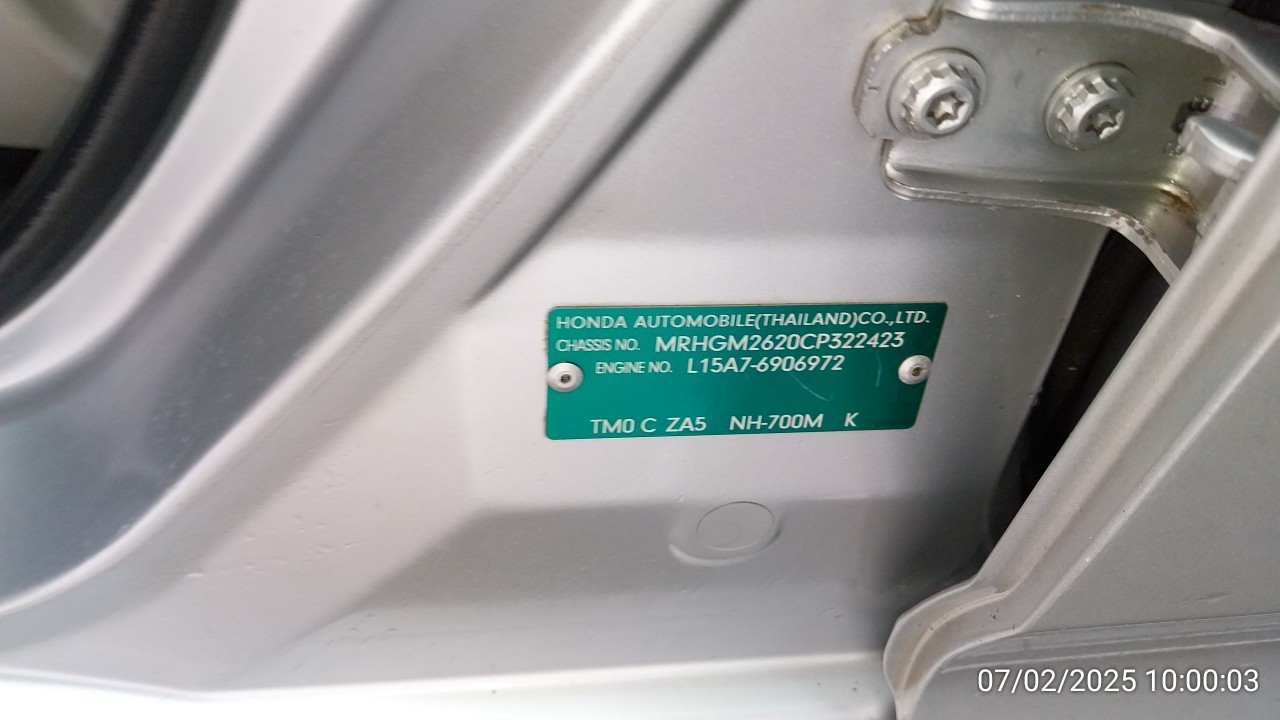 HONDA AUTOMOBILE(THAILAND)CO.,LTD.
CHASSIS NO. MRHGM2620CP322423
ENGINE NO. L15A7-6906972
TM0 C ZA5 NH-700M K
07/02/2025 10:00:03